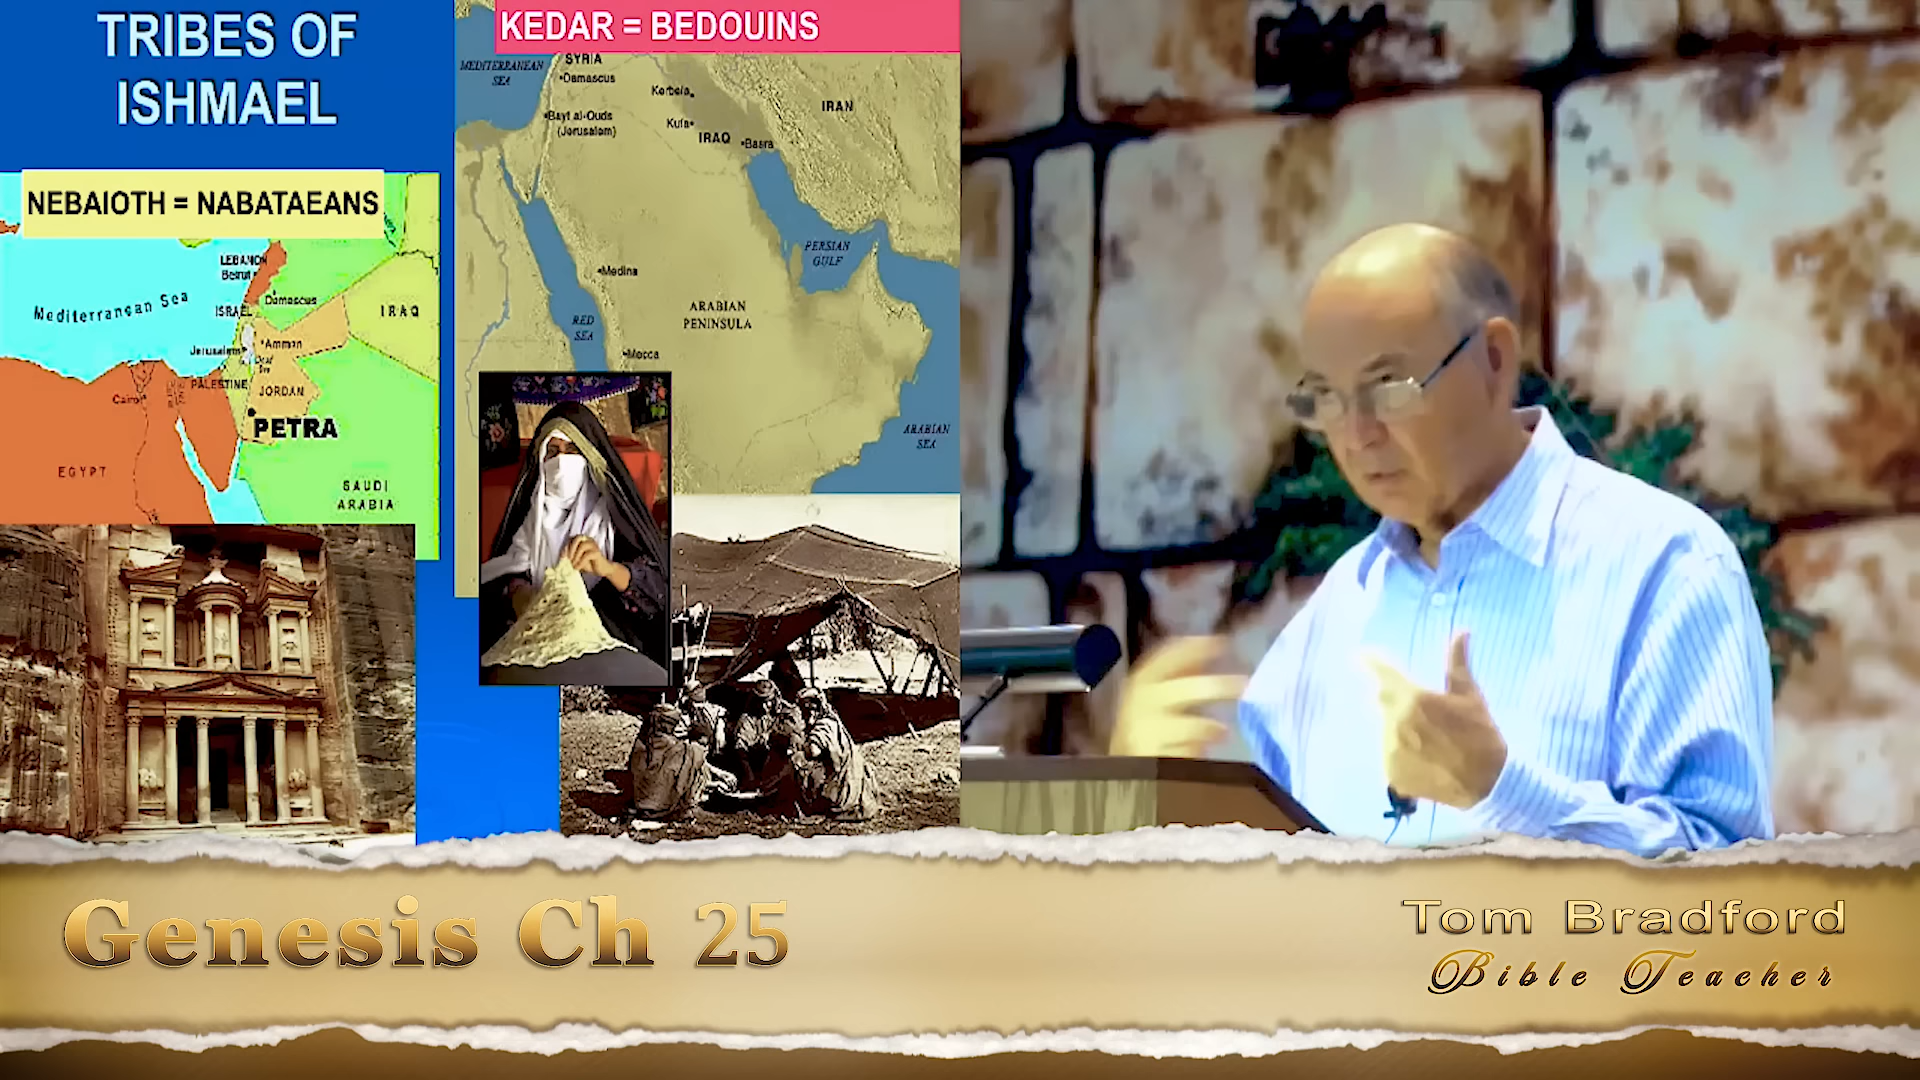 TRIBES OF
ISHMAEL
NEBAIOTH = NABATAEANS
LEBANON
Beirut
Mediterranean Sea
Damascus
ISRAEL
IRAQ
Jerusalem
Amman
Dead
Sea
PALESTINE
JORDAN
Cairo
PETRA
EGYPT
SAUDI
ARABIA
KEDAR = BEDOUINS
MEDITERRANEAN
SEA
SYRIA
Damascus
Kerbela
IRAN
Bayt al-Quds
(Jerusalem)
Kufa
IRAQ
Basra
PERSIAN
GULF
Medina
ARABIAN
PENINSULA
RED
SEA
Mecca
ARABIAN
SEA
Genesis Ch 25
Tom Bradford
Bible Teacher